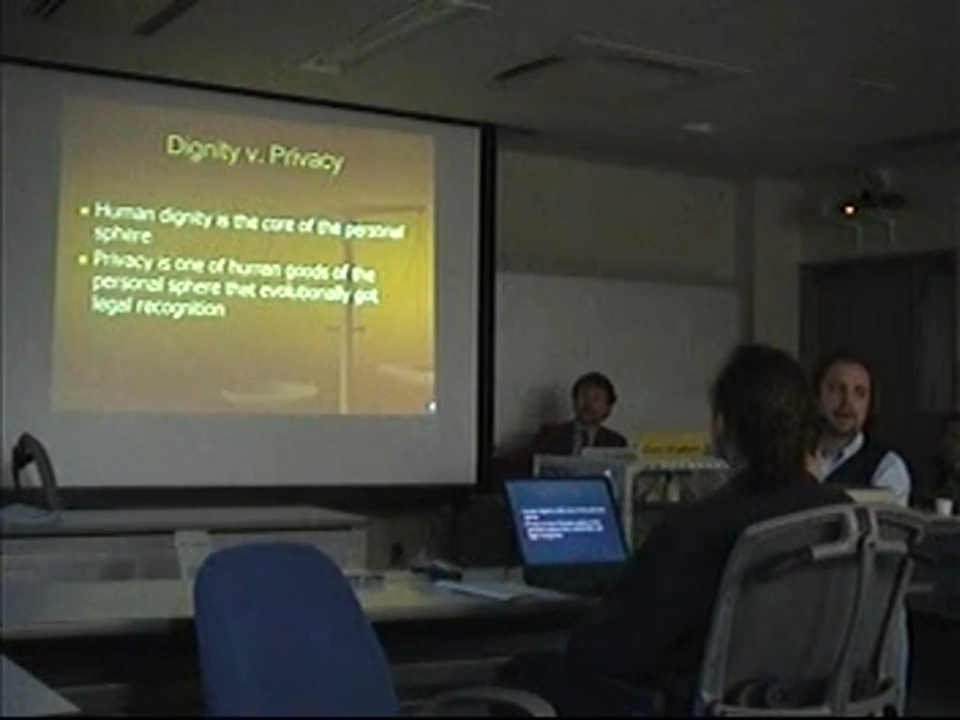 Dignity v. Privacy
Human dignity is the core of the personal
sphere
Privacy is one of human goods of the
personal sphere that evolutionally got
legal recognition